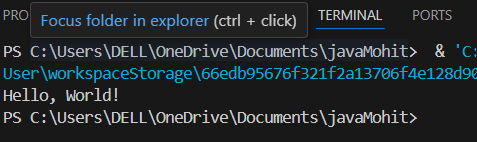 PRO
TERMINAL
PORTS
Focus folder in explorer (ctrl + click)
PS C:\Users\DELL\OneDrive\Documents\javaMohit>  & 'C:
User\workspaceStorage\66edb95676f321f2a13706f4e128d90
Hello, World!
PS C:\Users\DELL\OneDrive\Documents\javaMohit>